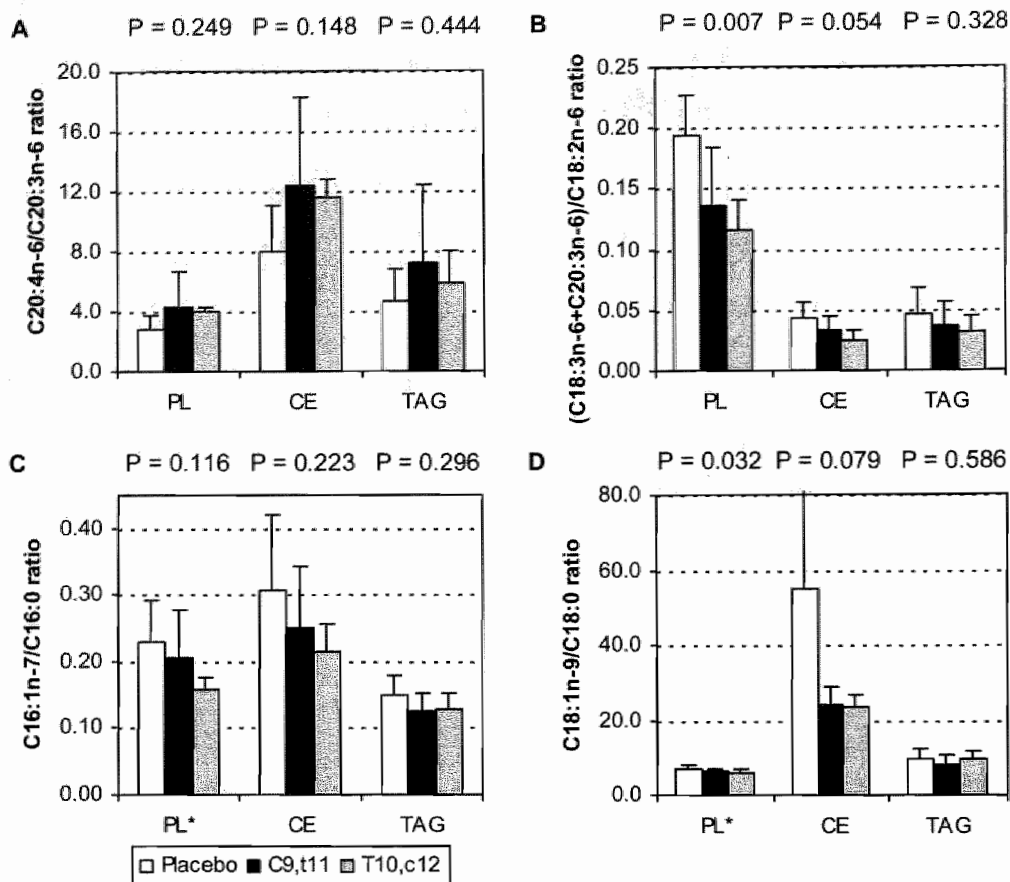 A P = 0.249 P = 0.148 P = 0.444
C20:4n-6/C20:3n-6 ratio
20.0
16.0
12.0
8.0
4.0
0.0
PL CE TAG
B P = 0.007 P = 0.054 P = 0.328
(C18:3n-6+C20:3n-6)/C18:2n-6 ratio
0.25
0.20
0.15
0.10
0.05
0.00
PL CE TAG
C P = 0.116 P = 0.223 P = 0.296
C16:1n-7/C16:0 ratio
0.40
0.30
0.20
0.10
0.00
PL* CE TAG
Placebo C9,t11 T10,c12
D P = 0.032 P = 0.079 P = 0.586
C18:1n-9/C18:0 ratio
80.0
60.0
40.0
20.0
0.0
PL* CE TAG